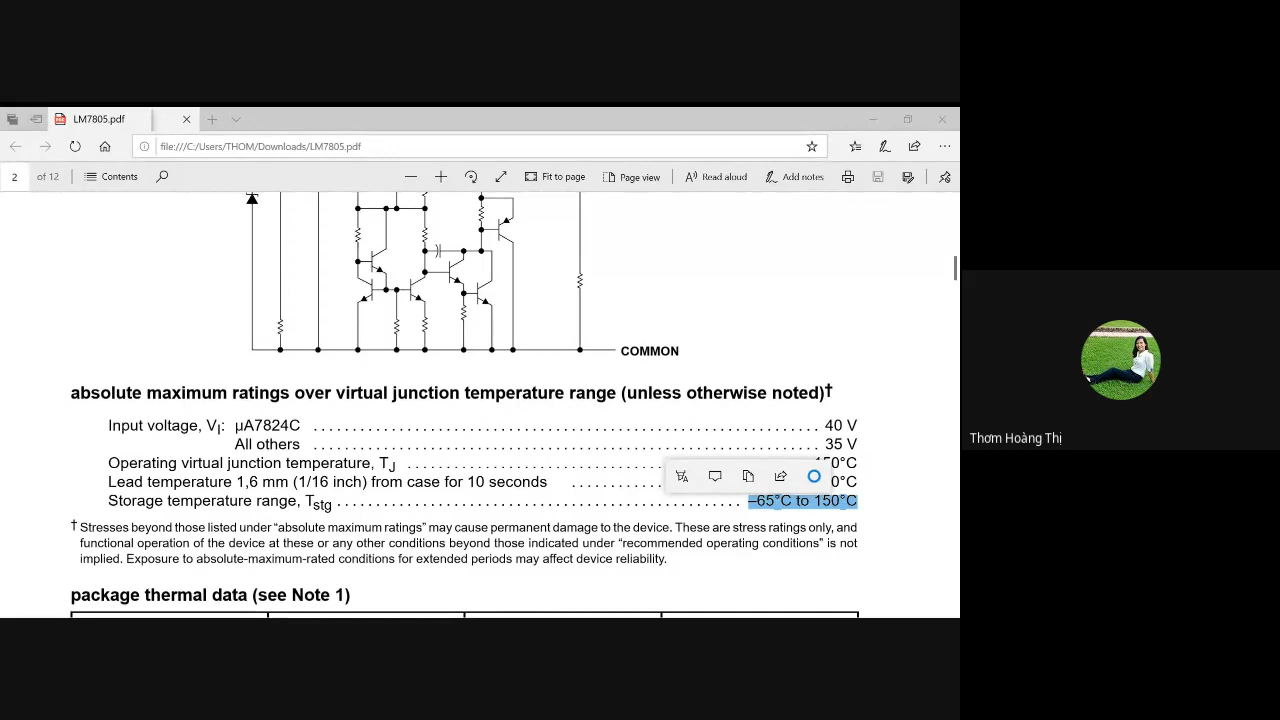 LM7805.pdf
file:///C:/Users/THOM/Downloads/LM7805.pdf
2 of 12 Contents Fit to page Page view Read aloud Add notes
COMMON
absolute maximum ratings over virtual junction temperature range (unless otherwise noted)†
Input voltage, VI: μA7824C . . . . . . . . . . . . . . . . . . . . . . . . . . . . . . . . . . . . . . . . 40 V
All others . . . . . . . . . . . . . . . . . . . . . . . . . . . . . . . . . . . . . . . . 35 V
Operating virtual junction temperature, TJ . . . . . . . . . . . . . . . . . . . . 150°C
Lead temperature 1,6 mm (1/16 inch) from case for 10 seconds . . . . . . . . . . . . 0°C
Storage temperature range, Tstg . . . . . . . . . . . . . . . . . . . . . . . . . . . . . . . . –65°C to 150°C
† Stresses beyond those listed under “absolute maximum ratings” may cause permanent damage to the device. These are stress ratings only, and
functional operation of the device at these or any other conditions beyond those indicated under “recommended operating conditions” is not
implied. Exposure to absolute-maximum-rated conditions for extended periods may affect device reliability.
package thermal data (see Note 1)
Thơm Hoàng Thị